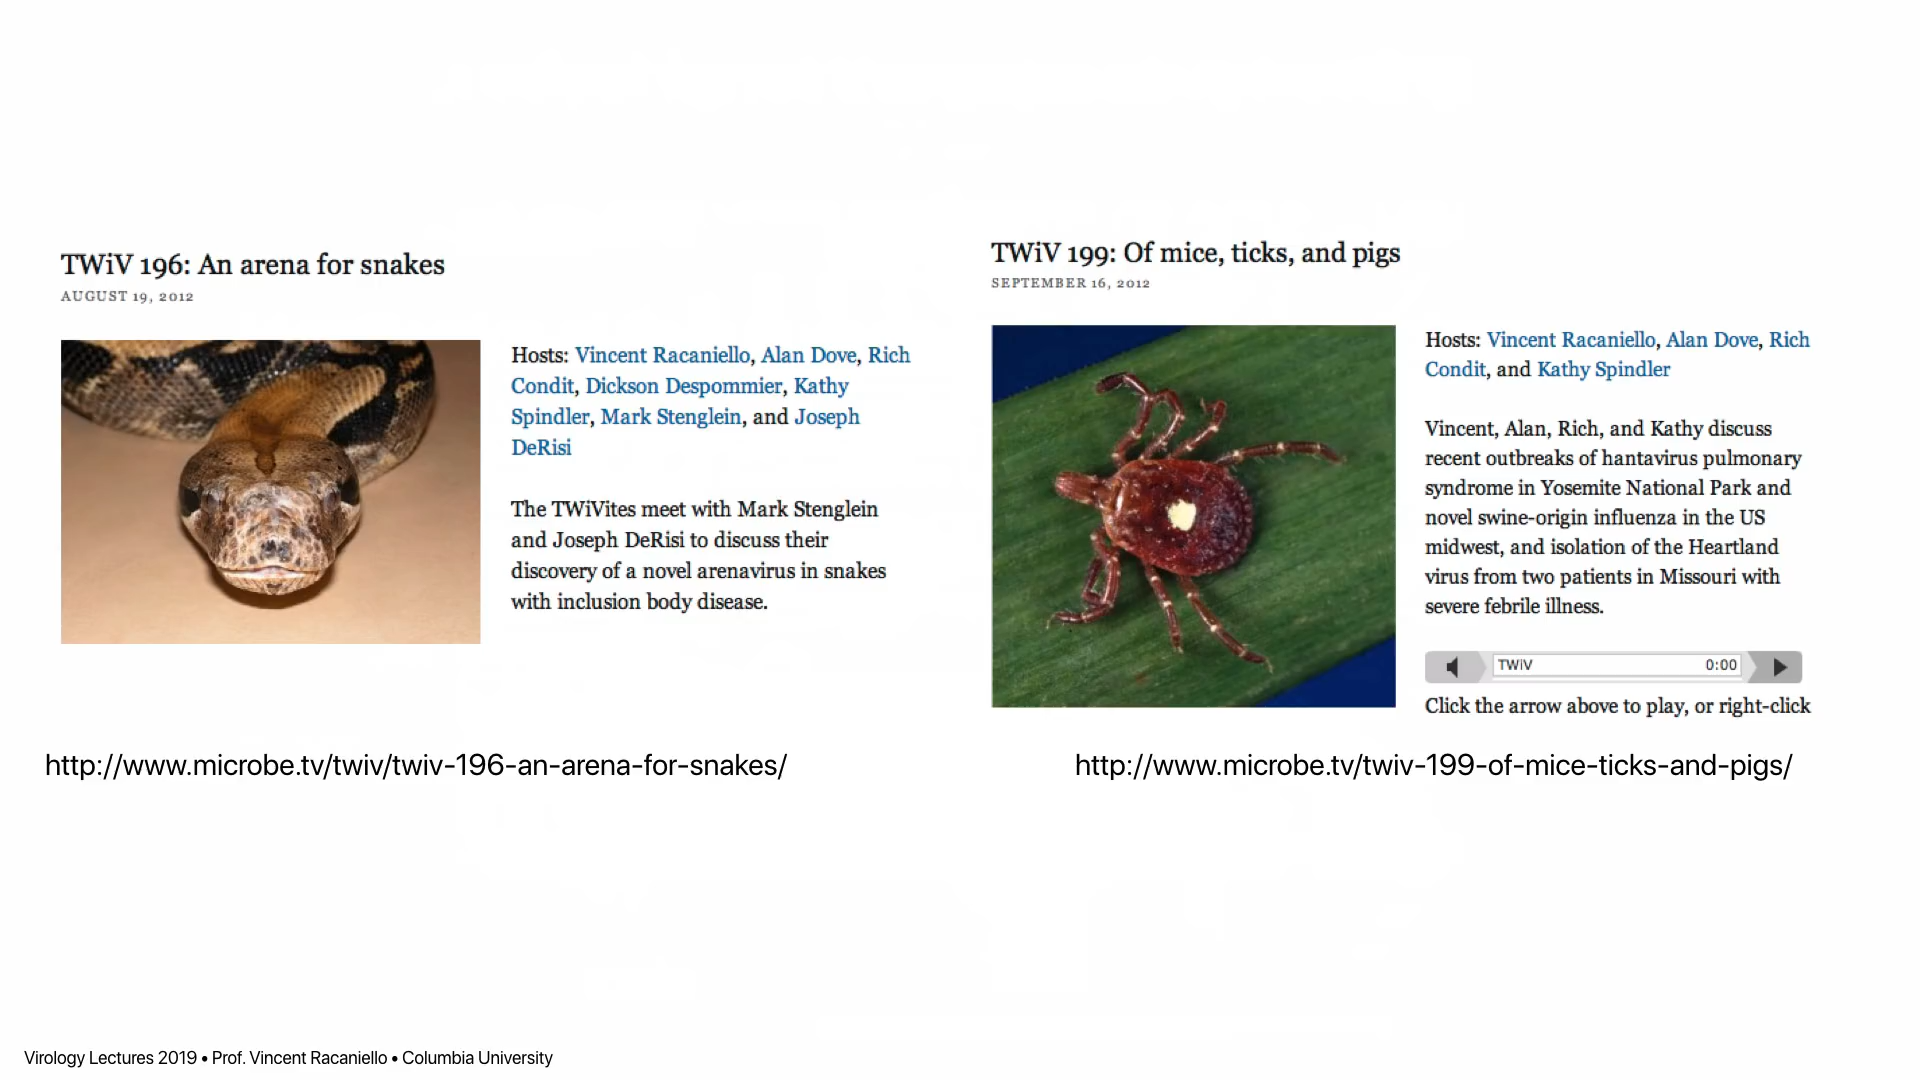 TWiV 196: An arena for snakes
AUGUST 19, 2012
Hosts: Vincent Racaniello, Alan Dove, Rich
Condit, Dickson Despommier, Kathy
Spindler, Mark Stenglein, and Joseph
DeRisi
The TWiVites meet with Mark Stenglein
and Joseph DeRisi to discuss their
discovery of a novel arenavirus in snakes
with inclusion body disease.
http://www.microbe.tv/twiv/twiv-196-an-arena-for-snakes/
TWiV 199: Of mice, ticks, and pigs
SEPTEMBER 16, 2012
Hosts: Vincent Racaniello, Alan Dove, Rich
Condit, and Kathy Spindler
Vincent, Alan, Rich, and Kathy discuss
recent outbreaks of hantavirus pulmonary
syndrome in Yosemite National Park and
novel swine-origin influenza in the US
midwest, and isolation of the Heartland
virus from two patients in Missouri with
severe febrile illness.
TWiV 0:00
Click the arrow above to play, or right-click
http://www.microbe.tv/twiv-199-of-mice-ticks-and-pigs/
Virology Lectures 2019 • Prof. Vincent Racaniello • Columbia University